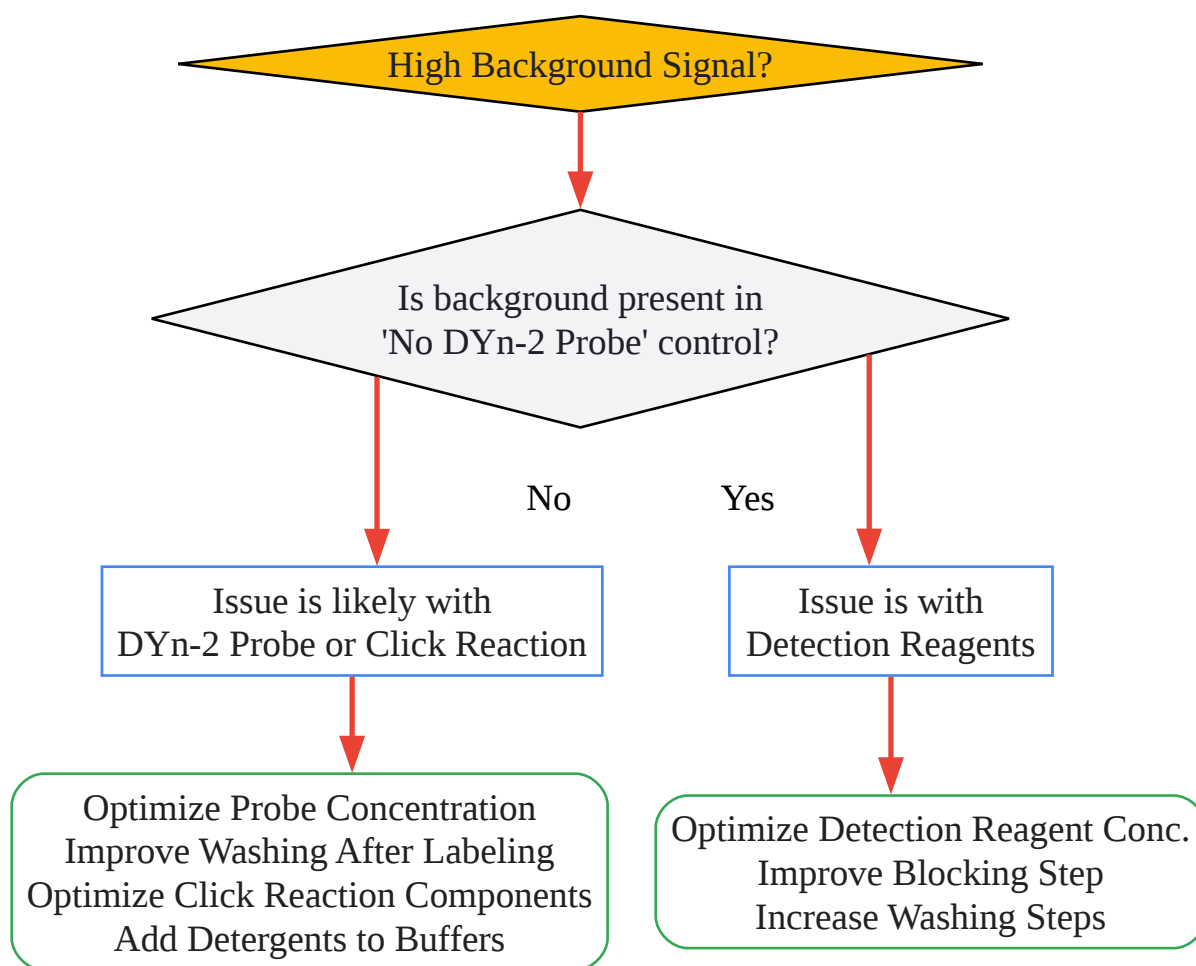 High Background Signal?
Is background present in
'No DYn-2 Probe' control?
No
Yes
Issue is likely with
DYn-2 Probe or Click Reaction
Issue is with
Detection Reagents
Optimize Probe Concentration
Improve Washing After Labeling
Optimize Click Reaction Components
Add Detergents to Buffers
Optimize Detection Reagent Conc.
Improve Blocking Step
Increase Washing Steps